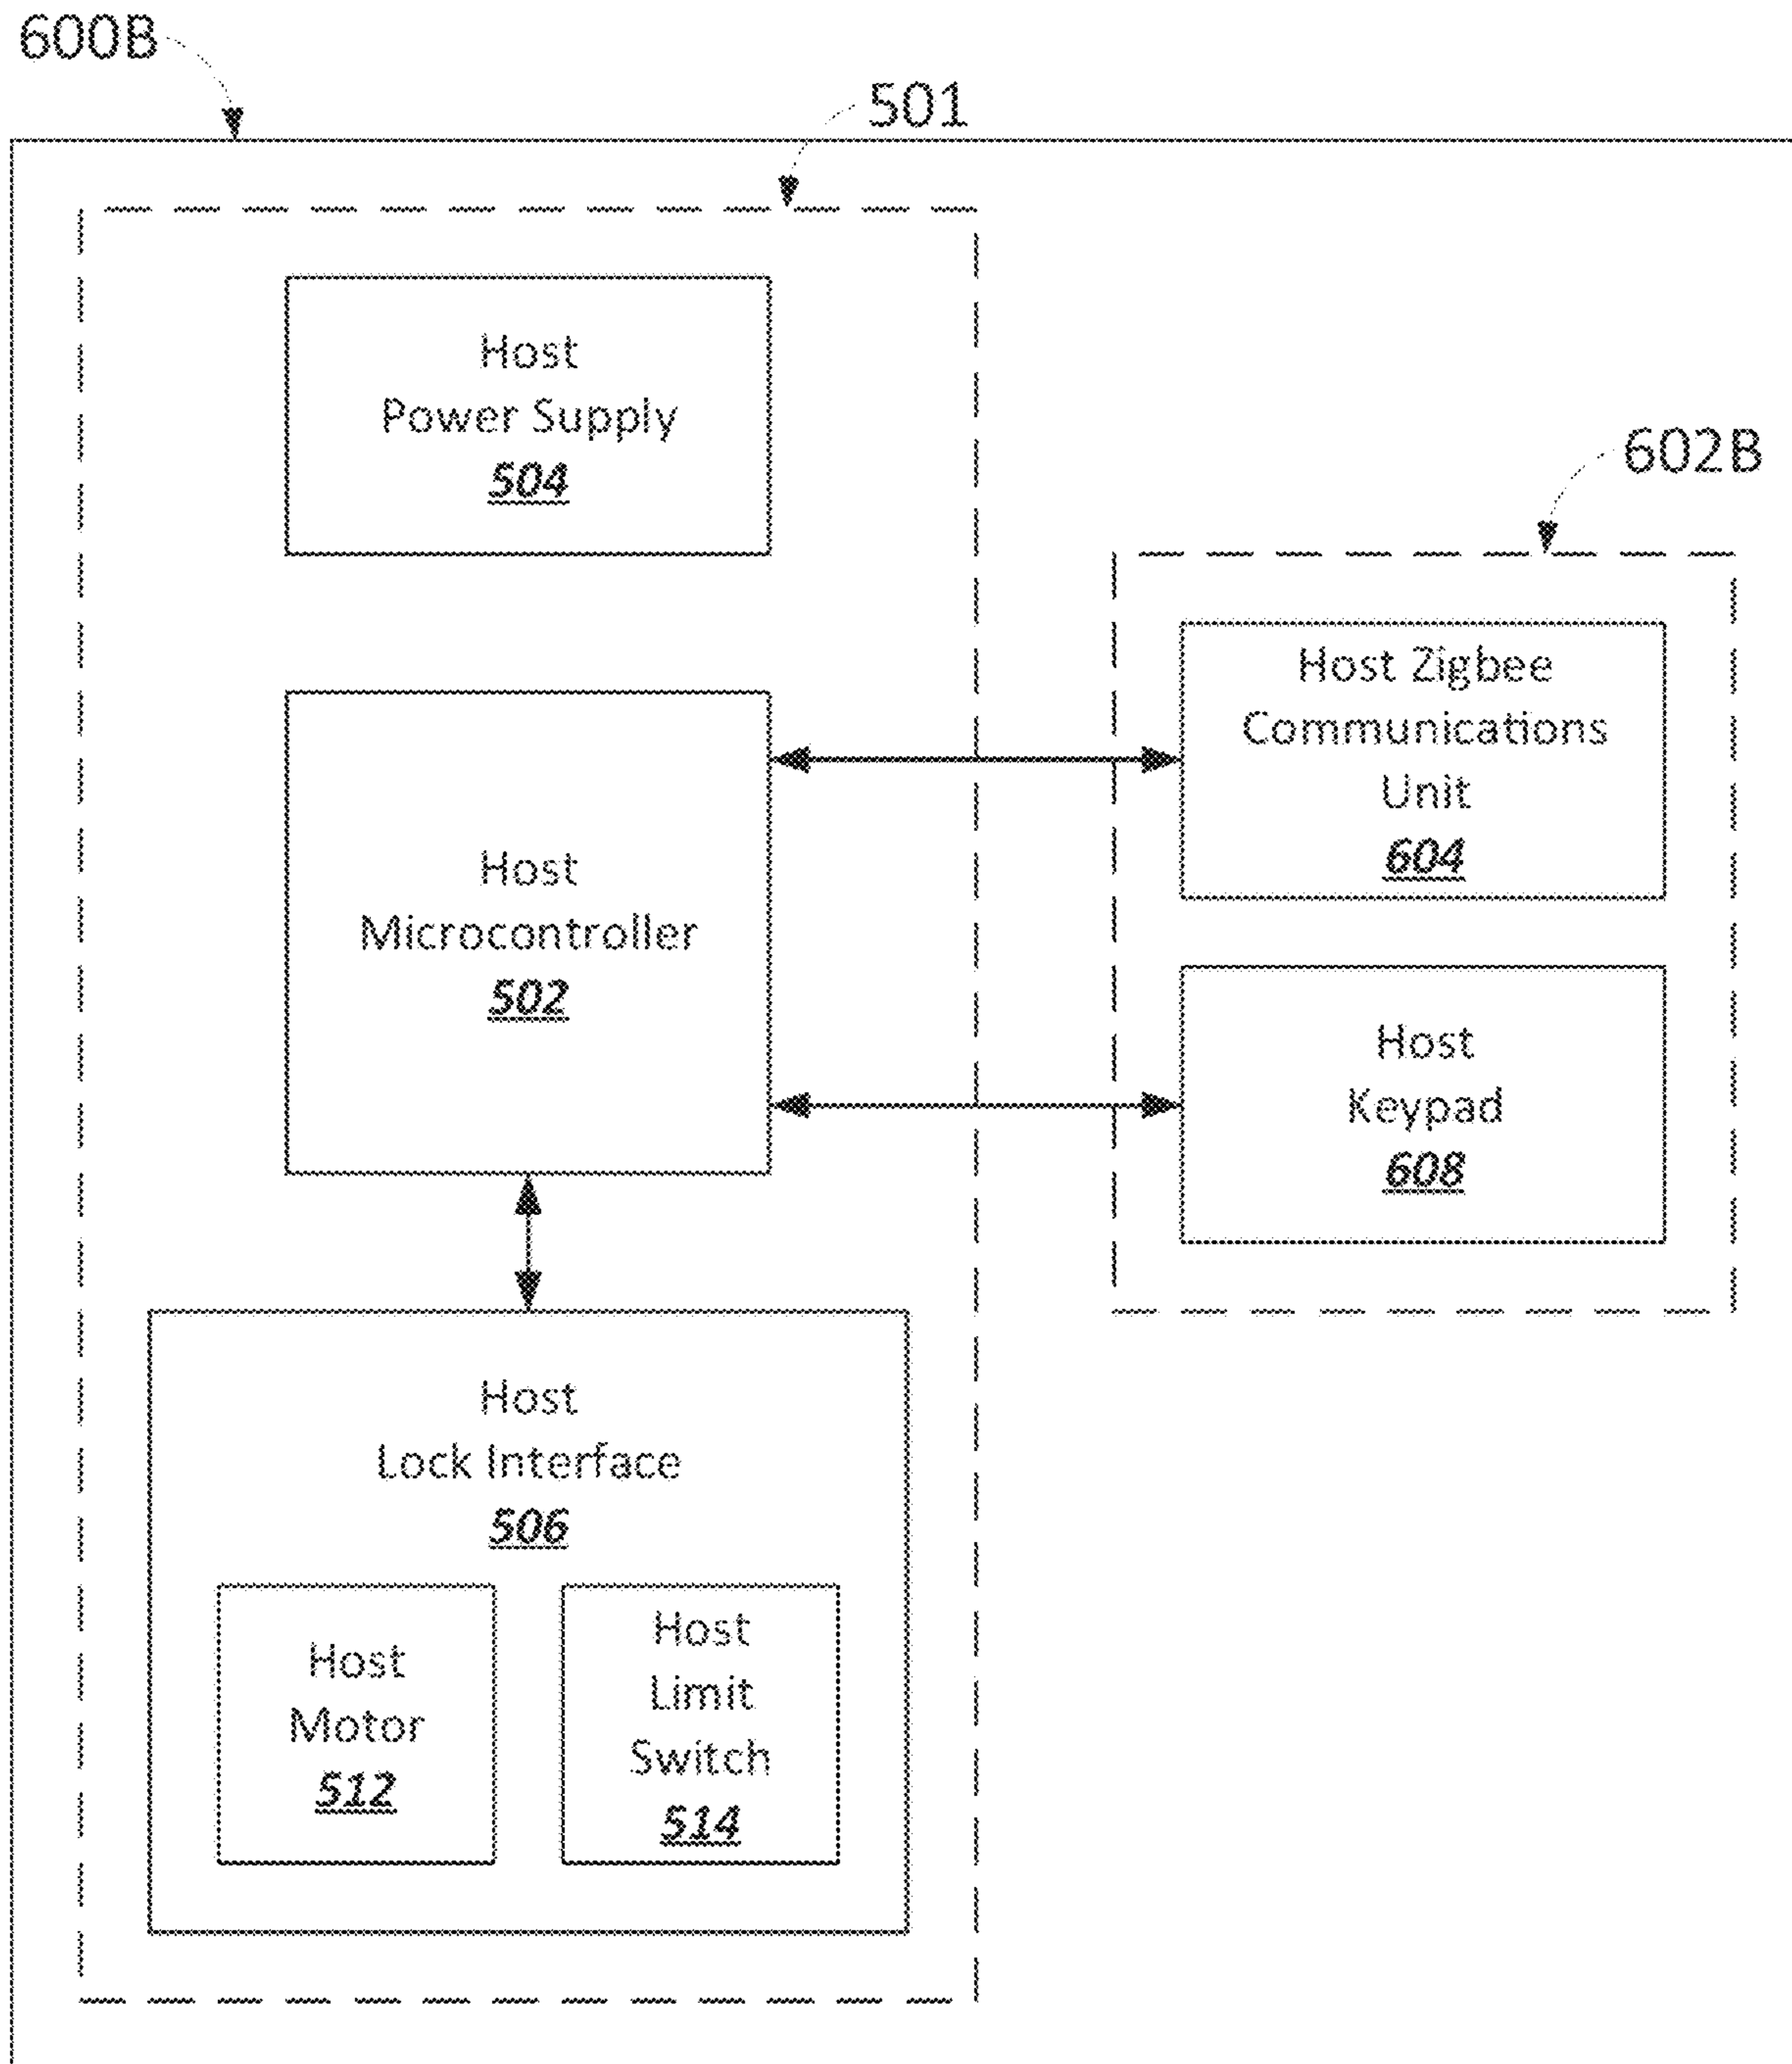 600B
501
Host
Power Supply
504
602B
Host Zigbee
Communications
Unit
604
Host
Microcontroller
502
Host
Keypad
608
Host
Lock Interface
506
Host
Motor
512
Host
Limit
Switch
514